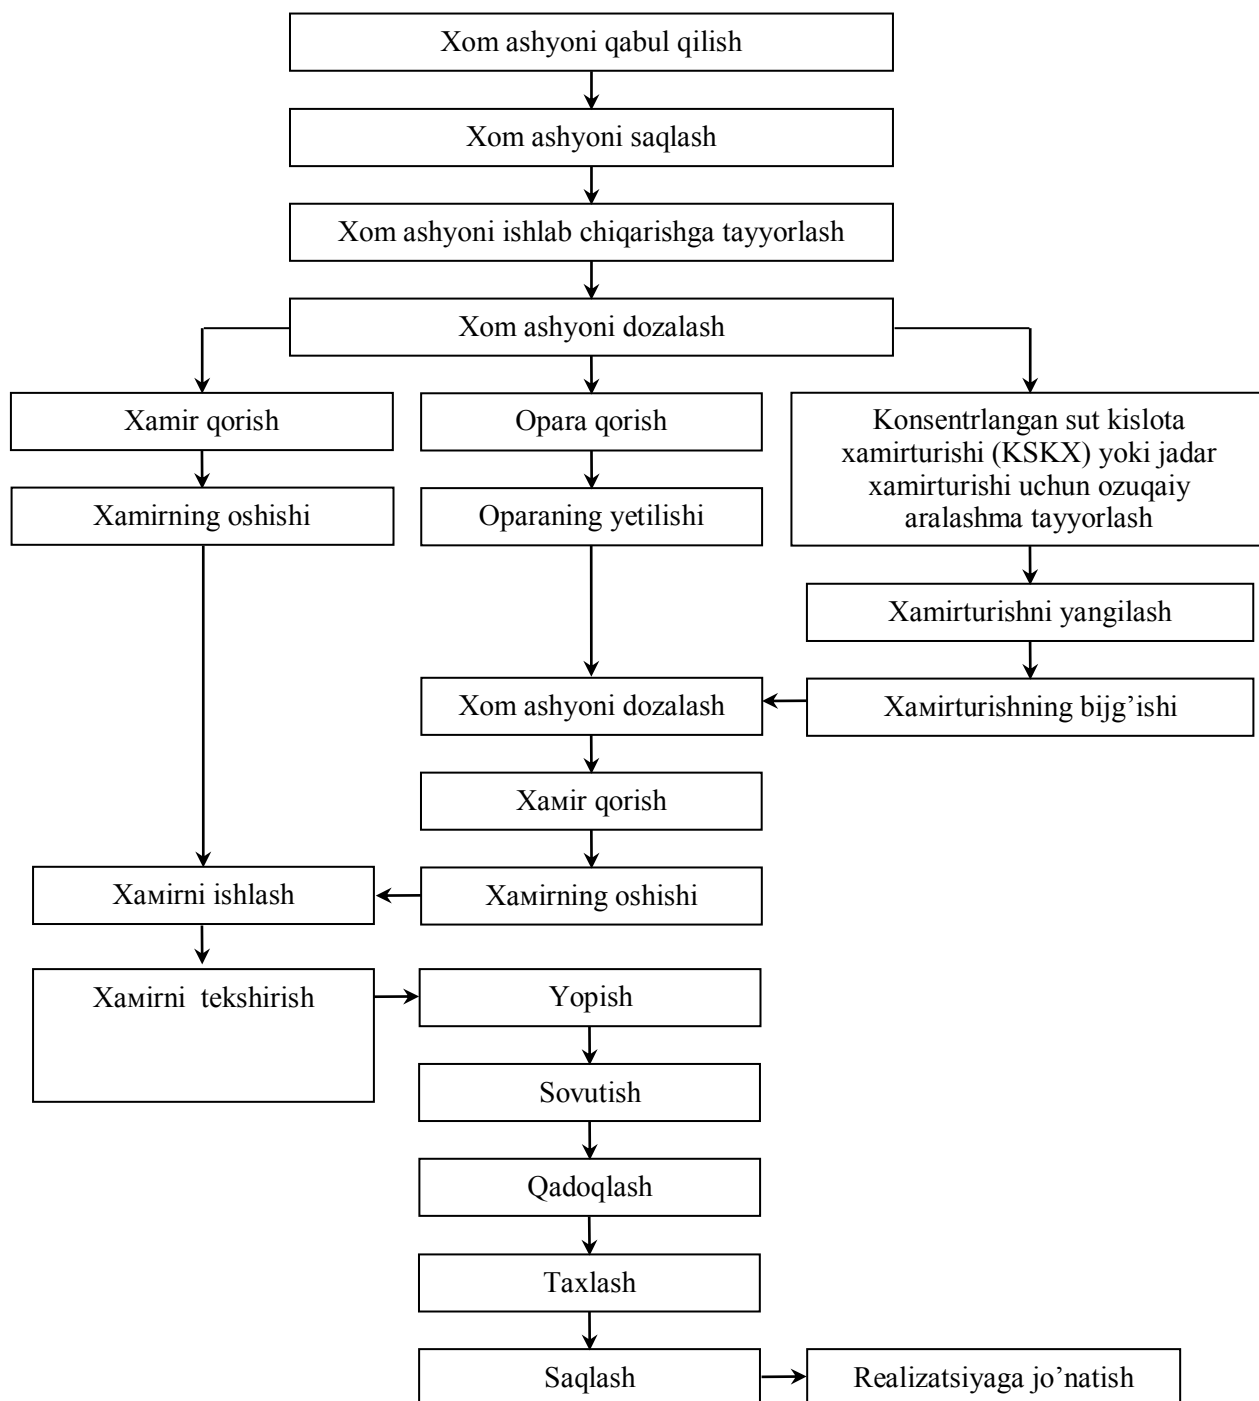 Xom ashyoni qabul qilish
Xom ashyoni saqlash
Xom ashyoni ishlab chiqarishga tayyorlash
Xom ashyoni dozalash
Xamir qorish
Opara qorish
Konsentrlangan sut kislota
xamirturishi (KSKX) yoki jadar
xamirturishi uchun ozuqaiy
aralashma tayyorlash
Xamirning oshishi
Oparaning yetilishi
Xamirturishni yangilash
Xom ashyoni dozalash
Xaмirturishning bijg’ishi
Xaмir qorish
Xaмirni ishlash
Xaмirning oshishi
Xaмirni tekshirish
Yopish
Sovutish
Qadoqlash
Taxlash
Saqlash
Realizatsiyaga jo’natish